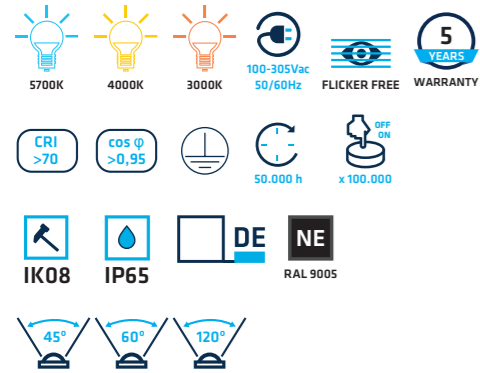 5700K
4000K
3000K
100-305Vac
50/60Hz
FLICKER FREE
5
YEARS
WARRANTY
CRI
>70
cos φ
>0,95
50.000 h
OFF
ON
x 100.000
IK08
IP65
DE
NE
RAL 9005
45°
60°
120°